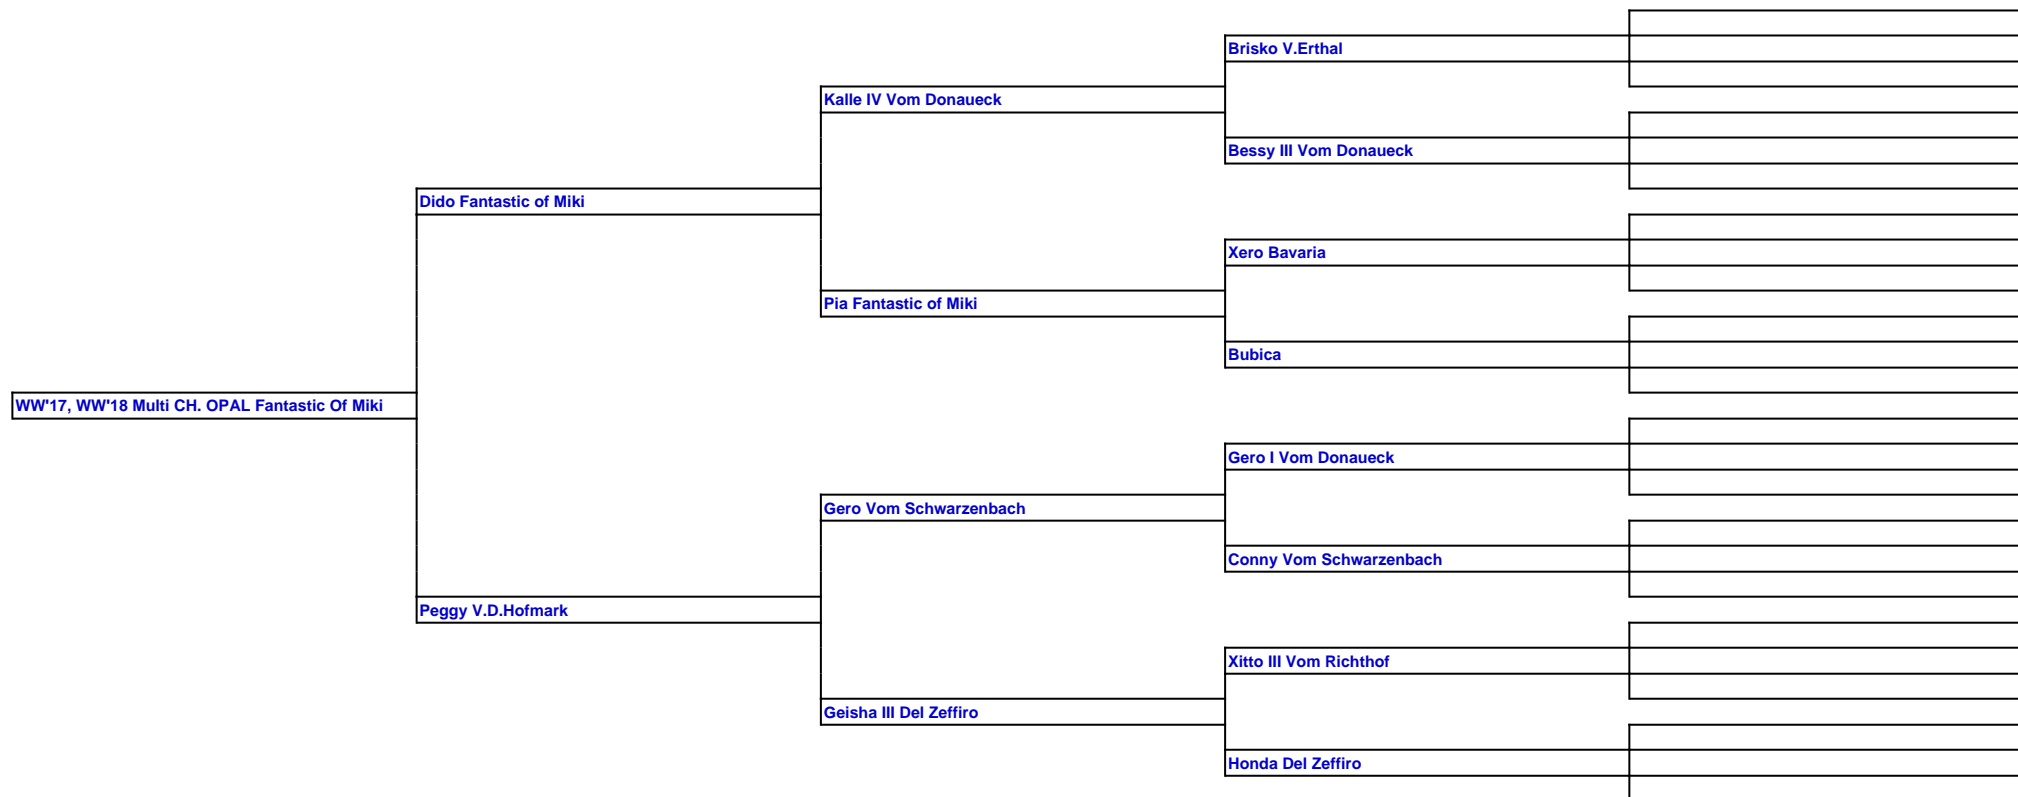 Brisko V.Erthal
Kalle IV Vom Donaueck
Bessy III Vom Donaueck
Dido Fantastic of Miki
Xero Bavaria
Pia Fantastic of Miki
Bubica
WW'17, WW'18 Multi CH. OPAL Fantastic Of Miki
Gero I Vom Donaueck
Gero Vom Schwarzenbach
Conny Vom Schwarzenbach
Peggy V.D.Hofmark
Xitto III Vom Richthof
Geisha III Del Zeffiro
Honda Del Zeffiro